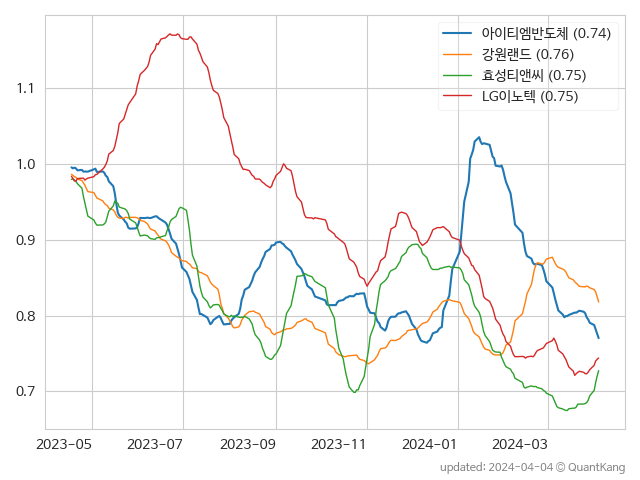 아이티엠반도체 (0.74)
강원랜드 (0.76)
효성티앤씨 (0.75)
LG이노텍 (0.75)
1.1
1.0
0.9
0.8
0.7
2023-05 2023-07 2023-09 2023-11 2024-01 2024-03
updated: 2024-04-04 © QuantKang